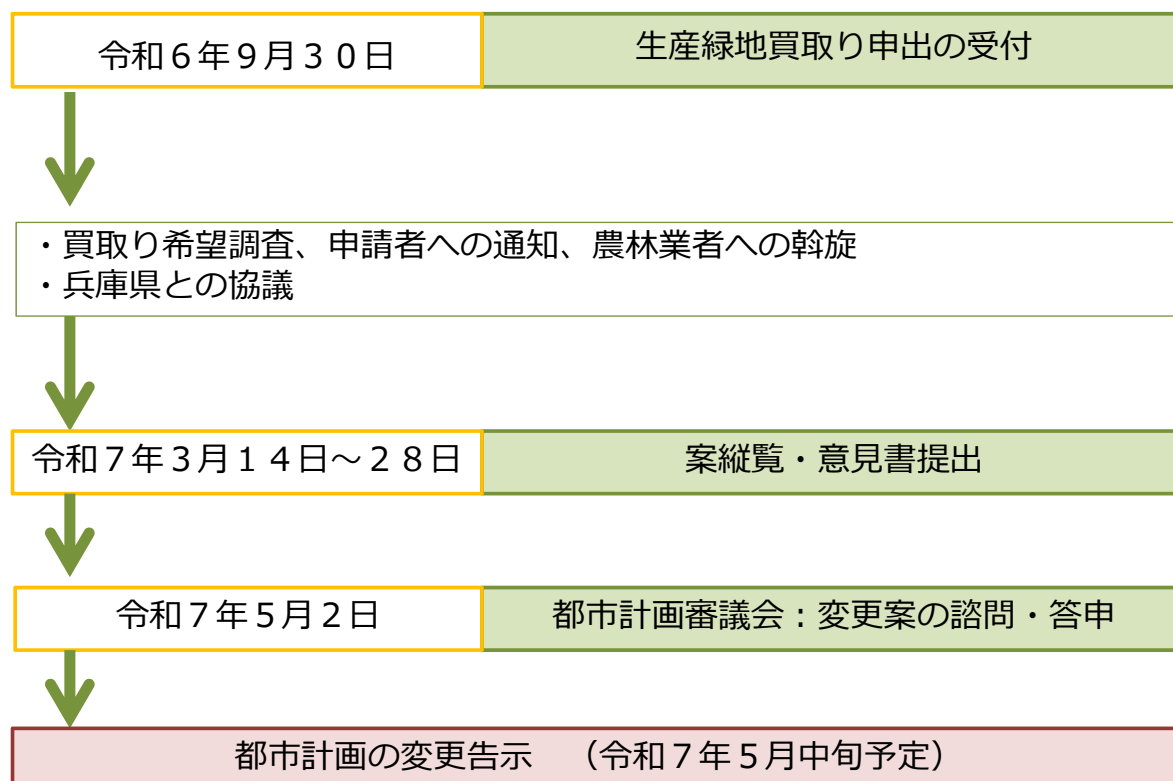 令和６年９月３０日
生産緑地買取り申出の受付
・買取り希望調査、申請者への通知、農林業者への斡旋
・兵庫県との協議
令和７年３月１４日～２８日
案縦覧・意見書提出
令和７年５月２日
都市計画審議会：変更案の諮問・答申
都市計画の変更告示　（令和７年５月中旬予定）